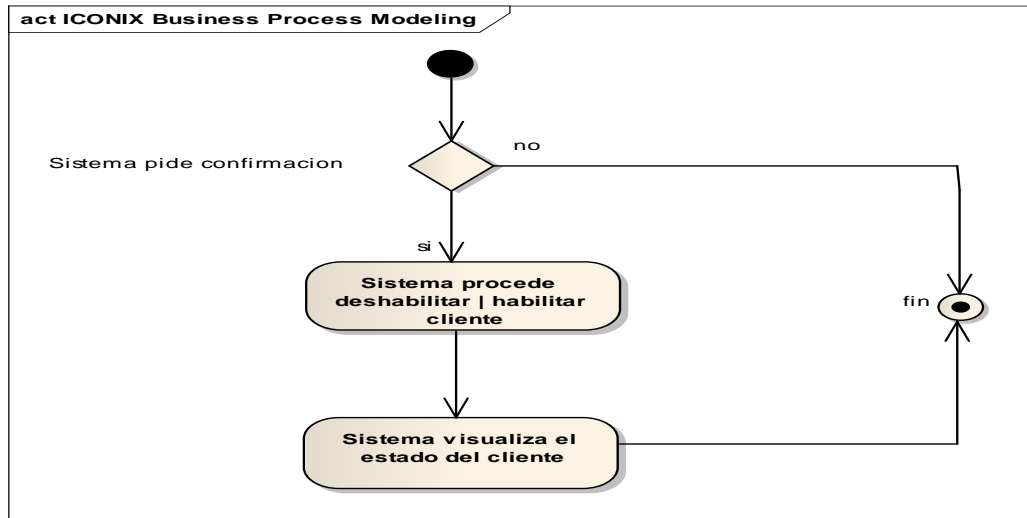 act ICONIX Business Process Modeling
no
Sistema pide confirmacion
si
Sistema procede
deshabilitar | habilitar
cliente
fin
Sistema visualiza el
estado del cliente